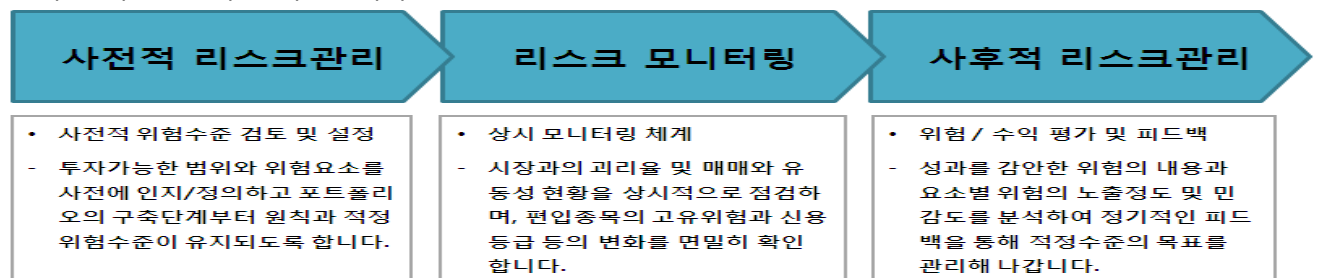 사전적 리스크관리
리스크 모니터링
사후적 리스크관리
• 사전적 위험수준 검토 및 설정
- 투자가능한 범위와 위험요소를
사전에 인지/정의하고 포트폴리
오의 구축단계부터 원칙과 적정
위험수준이 유지되도록 합니다.
• 상시 모니터링 체계
- 시장과의 괴리율 및 매매와 유
동성 현황을 상시적으로 점검하
며, 편입종목의 고유위험과 신용
등급 등의 변화를 면밀히 확인
합니다.
• 위험 / 수익 평가 및 피드백
- 성과를 감안한 위험의 내용과
요소별 위험의 노출정도 및 민
감도를 분석하여 정기적인 피드
백을 통해 적정수준의 목표를
관리해 나갑니다.